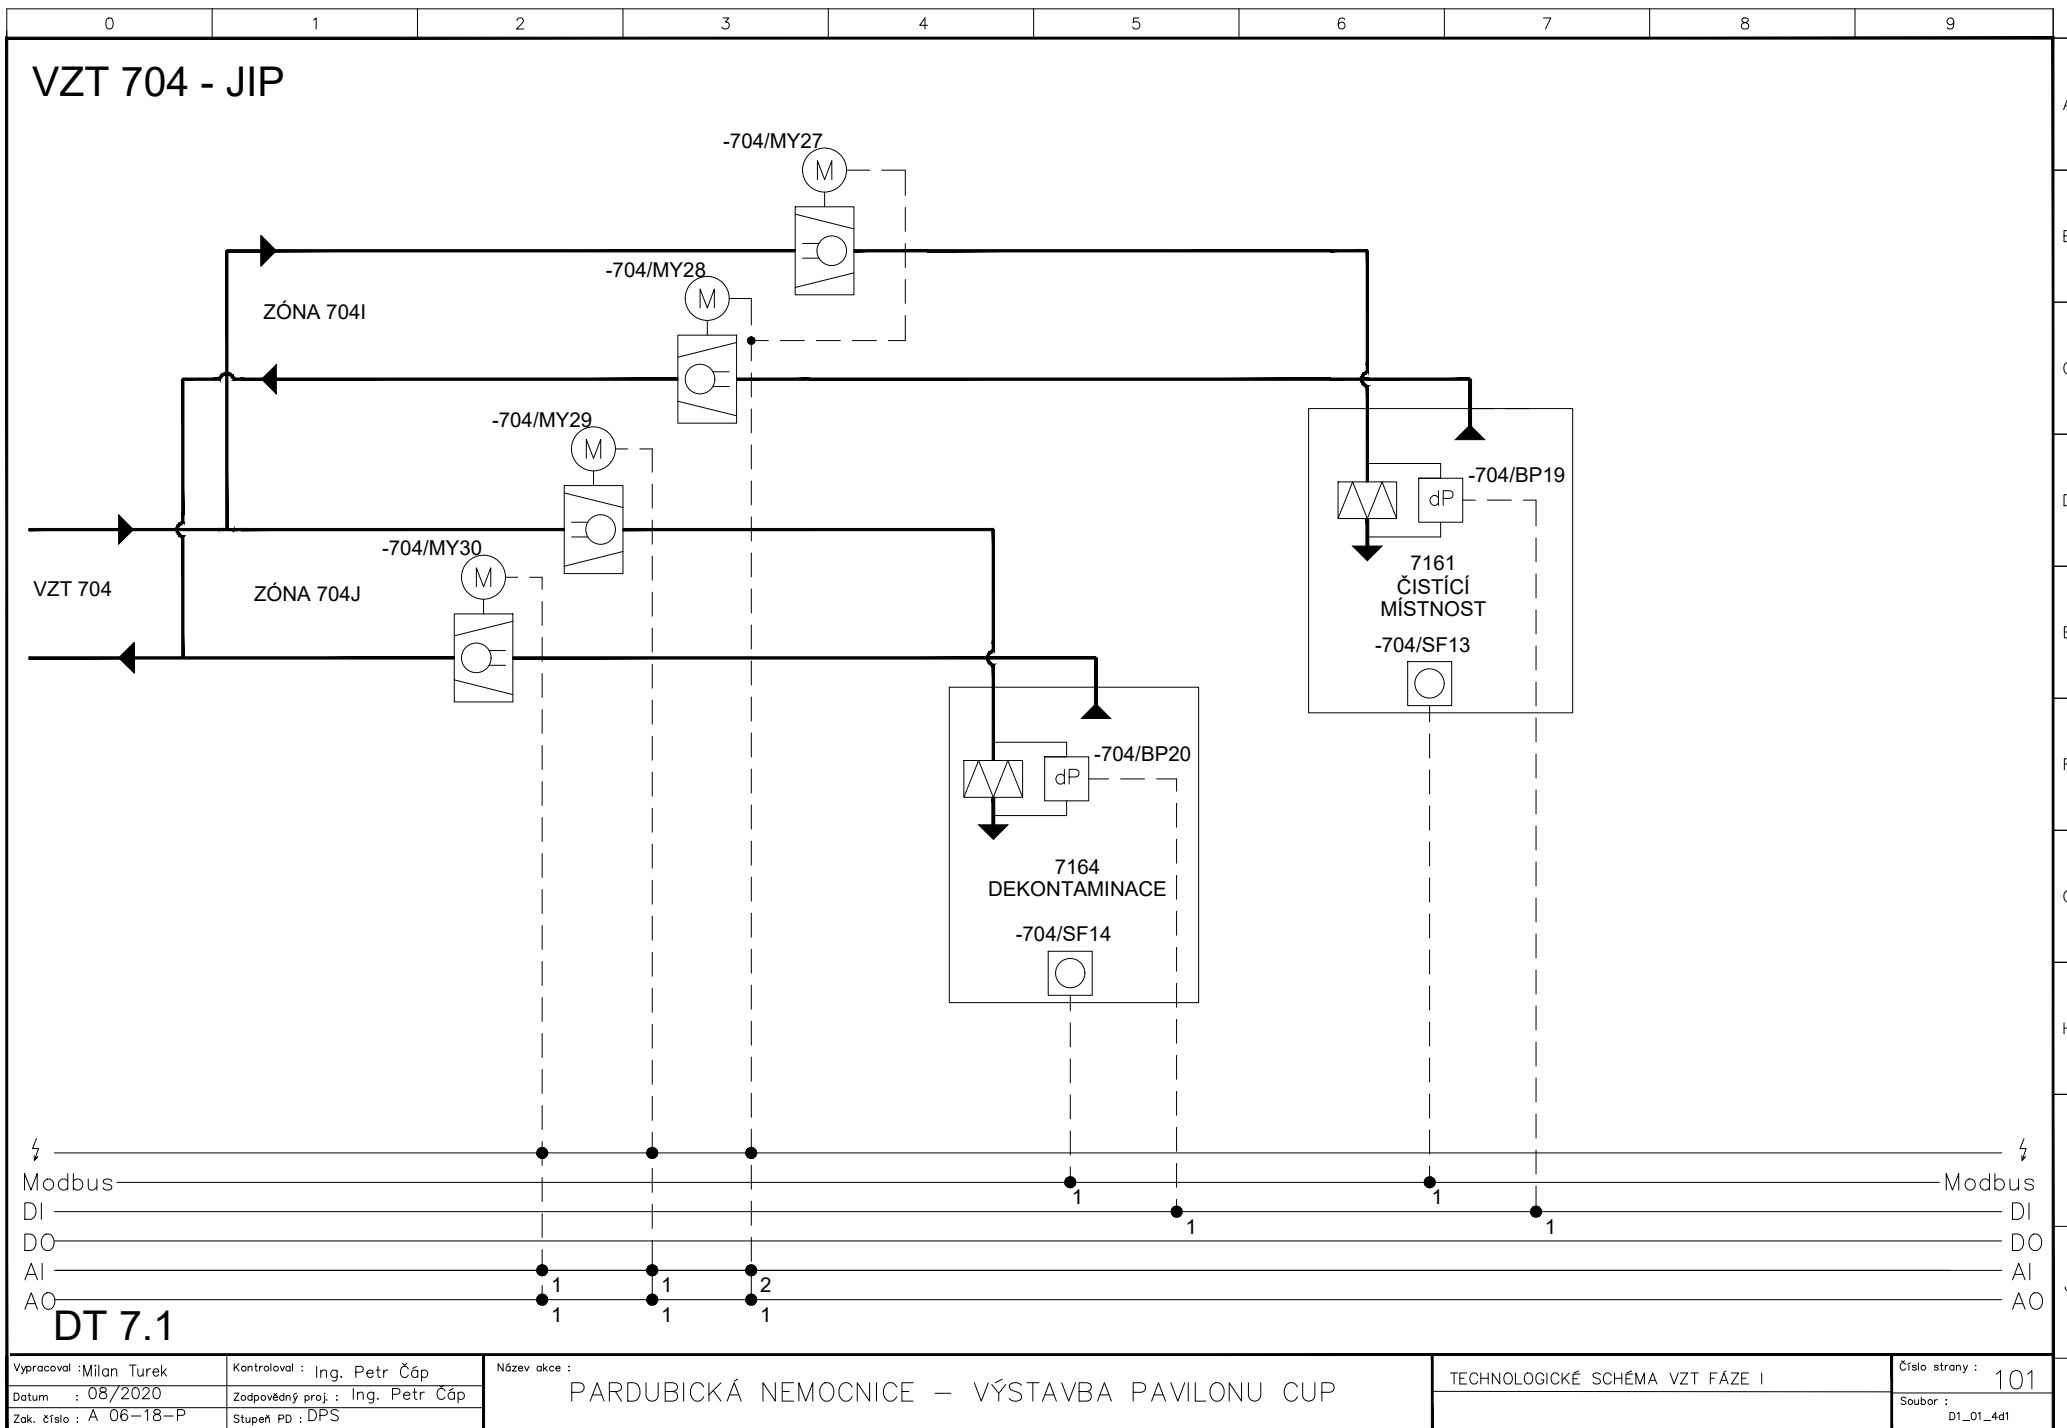 0 1 2 3 4 5 6 7 8 9
VZT 704 - JIP
A
-704/MY27
M
B
-704/MY28
M
ZÓNA 704I
C
-704/MY29
M
-704/BP19
dP
D
-704/MY30
M
7161
ČISTÍCÍ
MÍSTNOST
VZT 704
ZÓNA 704J
E
-704/SF13
-704/BP20
dP
F
7164
DEKONTAMINACE
G
-704/SF14
H
Modbus 1 1 Modbus
DI 1 1 DI
DO DO
AI 1 1 2 AI
AO 1 1 1 AO
J
DT 7.1
Vypracoval : Milan Turek
Datum : 08/2020
Zak. číslo : A 06-18-P
Kontroloval : Ing. Petr Čáp
Zodpovědný proj. : Ing. Petr Čáp
Stupeň PD : DPS
Název akce :
PARDUBICKÁ NEMOCNICE – VÝSTAVBA PAVILONU CUP
TECHNOLOGICKÉ SCHÉMA VZT FÁZE I
Číslo strany : 101
Soubor :
D1_01_4d1